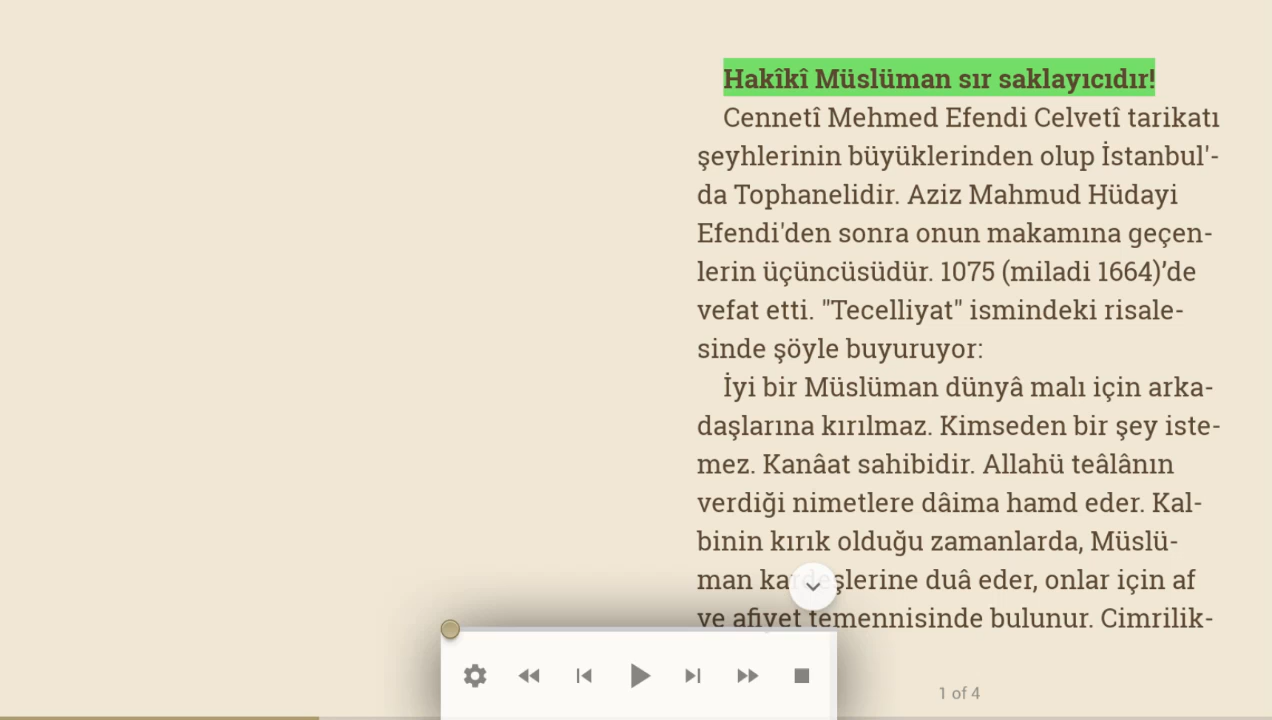 Hakîkî Müslüman sır saklayıcıdır!
Cennetî Mehmed Efendi Celvetî tarikatı
şeyhlerinin büyüklerinden olup İstanbul'-
da Tophanelidir. Aziz Mahmud Hüdayi
Efendi'den sonra onun makamına geçen-
lerin üçüncüsüdür. 1075 (miladi 1664)’de
vefat etti. "Tecelliyat" ismindeki risale-
sinde şöyle buyuruyor:
İyi bir Müslüman dünyâ malı için arka-
daşlarına kırılmaz. Kimseden bir şey iste-
mez. Kanâat sahibidir. Allahü teâlânın
verdiği nimetlere dâima hamd eder. Kal-
binin kırık olduğu zamanlarda, Müslü-
man kardeşlerine duâ eder, onlar için af
ve afiyet temennisinde bulunur. Cimrilik-
1 of 4